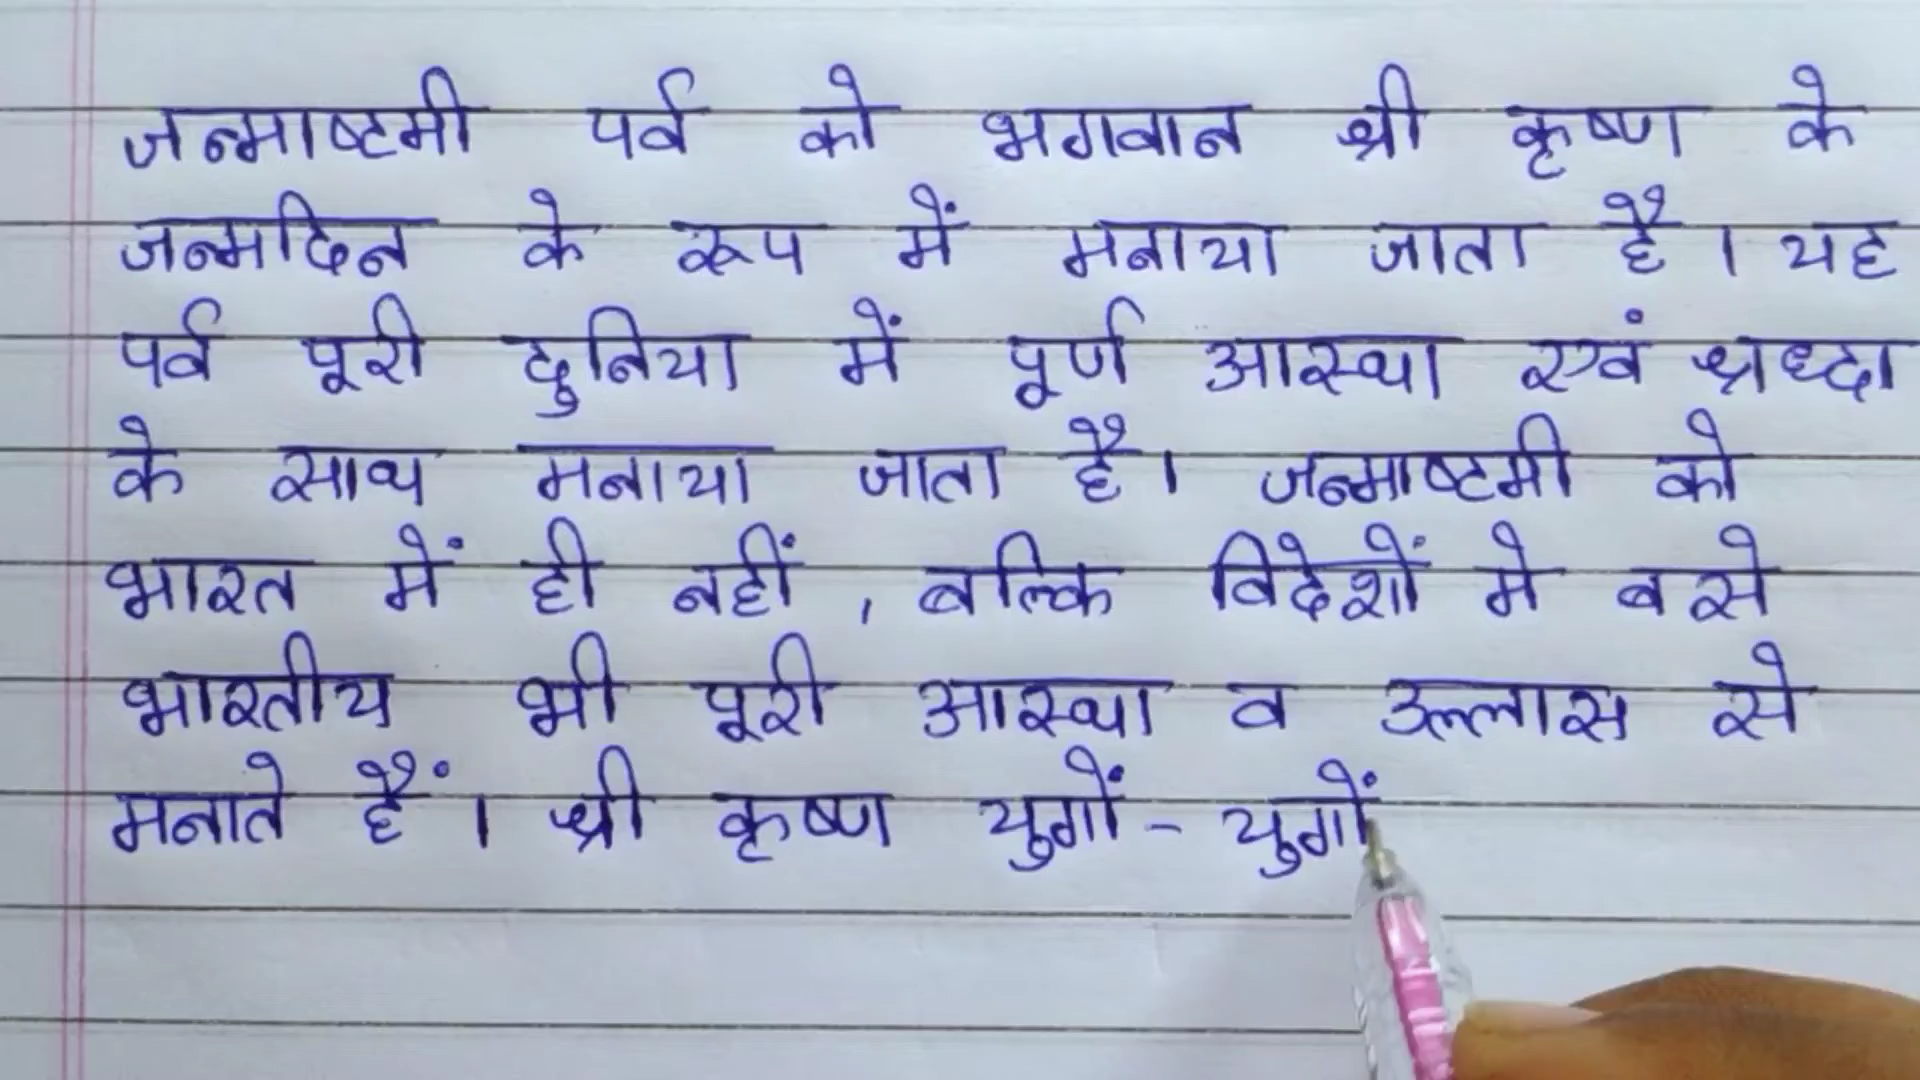 जन्माष्टमी पर्व को भगवान श्री कृष्ण के
जन्मदिन के रूप में मनाया जाता है । यह
पर्व पूरी दुनिया में पूर्ण आस्था एवं श्रध्दा
के साथ मनाया जाता है । जन्माष्टमी को
भारत में ही नहीं , बल्कि विदेशों मे बसे
भारतीय भी पूरी आस्था व उल्लास से
मनाते हैं । श्री कृष्ण युगों - युगों